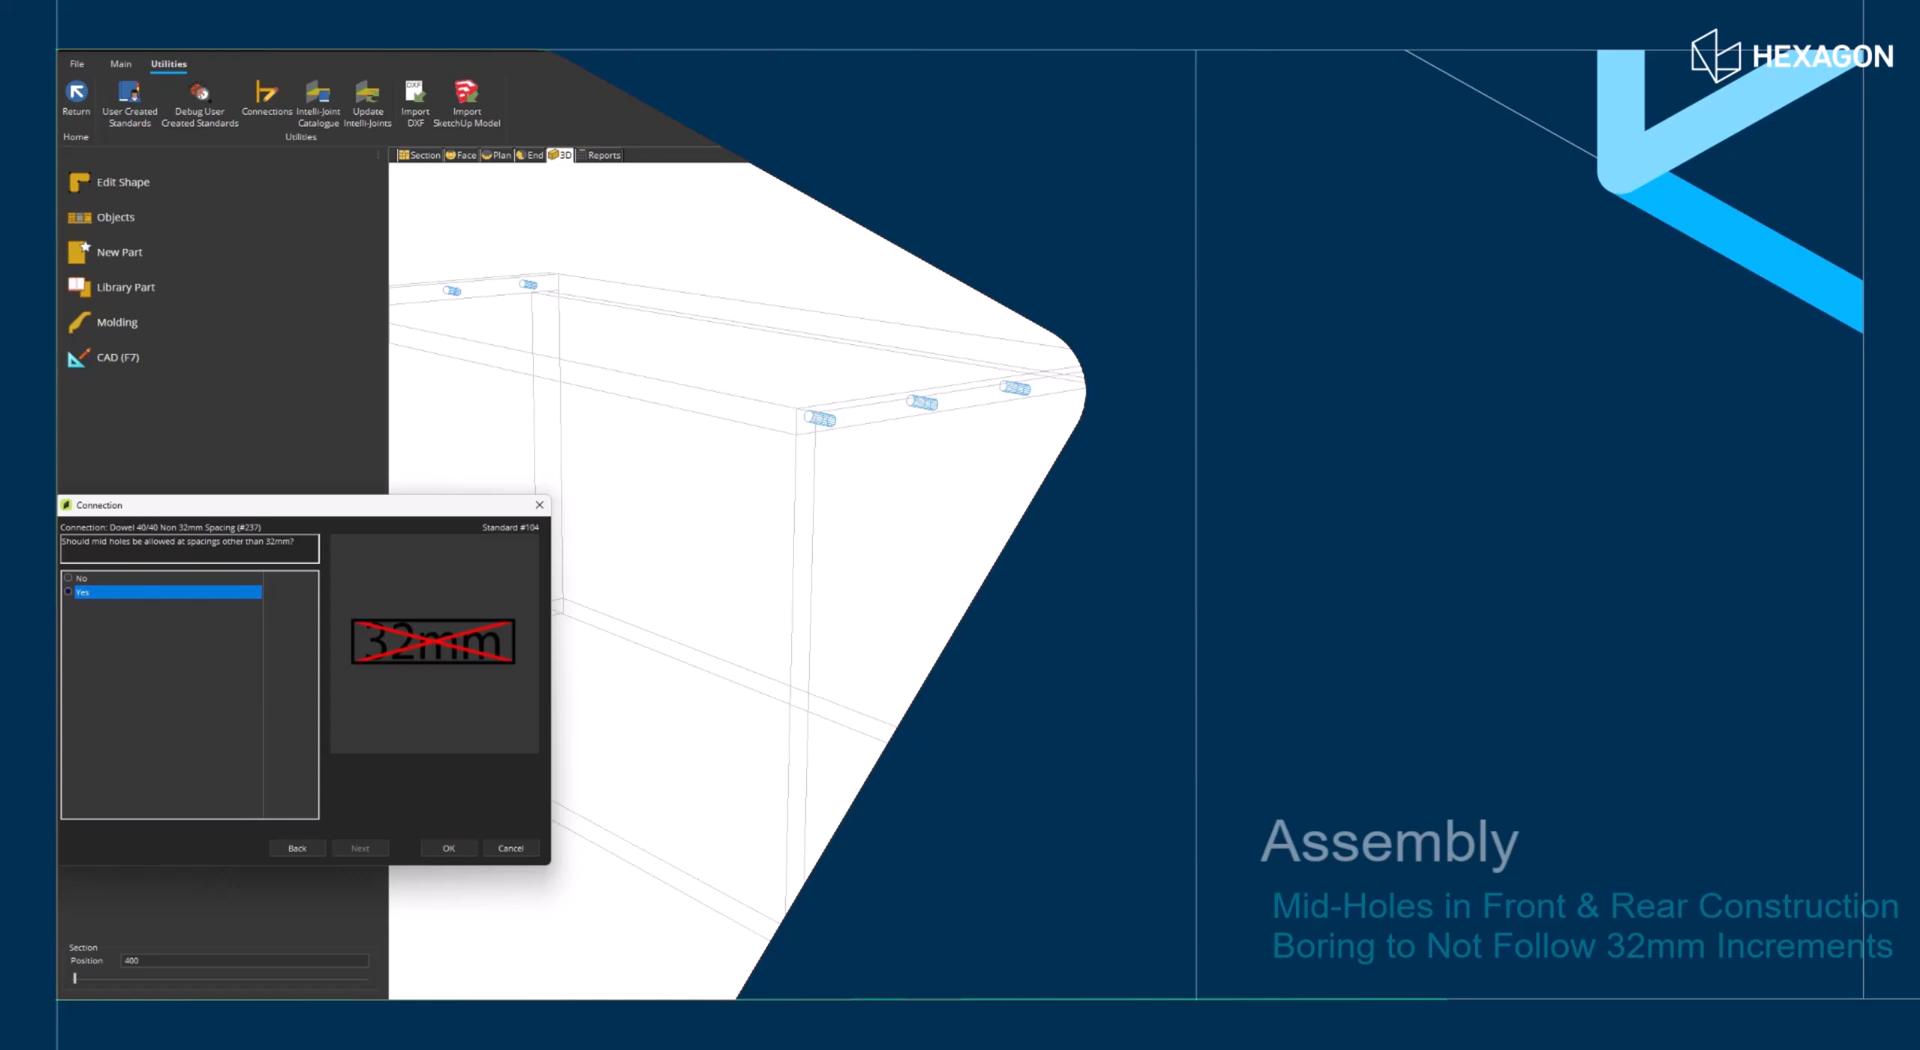 HEXAGON
File Main Utilities
Return User Created Standards Debug User Created Standards Connections Intelli-Joint Catalogue Update Intelli-Joints Import DXF Import SketchUp Model
Home Utilities
Section Face Plan End 3D Reports
Edit Shape
Objects
New Part
Library Part
Molding
CAD (F7)
Connection
Connection: Dowel 40/40 Non 32mm Spacing (#237) Standard #104
Should mid holes be allowed at spacings other than 32mm?
No
Yes
32mm
Back Next OK Cancel
Section
Position 400
Assembly
Mid-Holes in Front & Rear Construction
Boring to Not Follow 32mm Increments